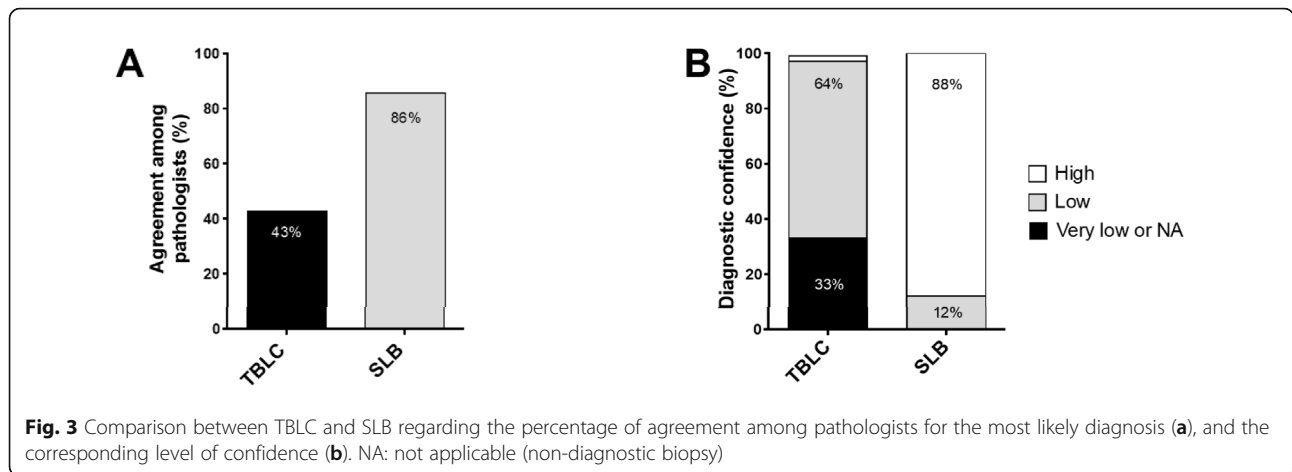 A
Agreement among
pathologists (%)
100
80
60
40
20
0
43%
86%
TBLC
SLB
B
Diagnostic confidence (%)
100
80
60
40
20
0
64%
33%
88%
12%
TBLC
SLB
High
Low
Very low or NA
Fig. 3 Comparison between TBLC and SLB regarding the percentage of agreement among pathologists for the most likely diagnosis (a), and the
corresponding level of confidence (b). NA: not applicable (non-diagnostic biopsy)